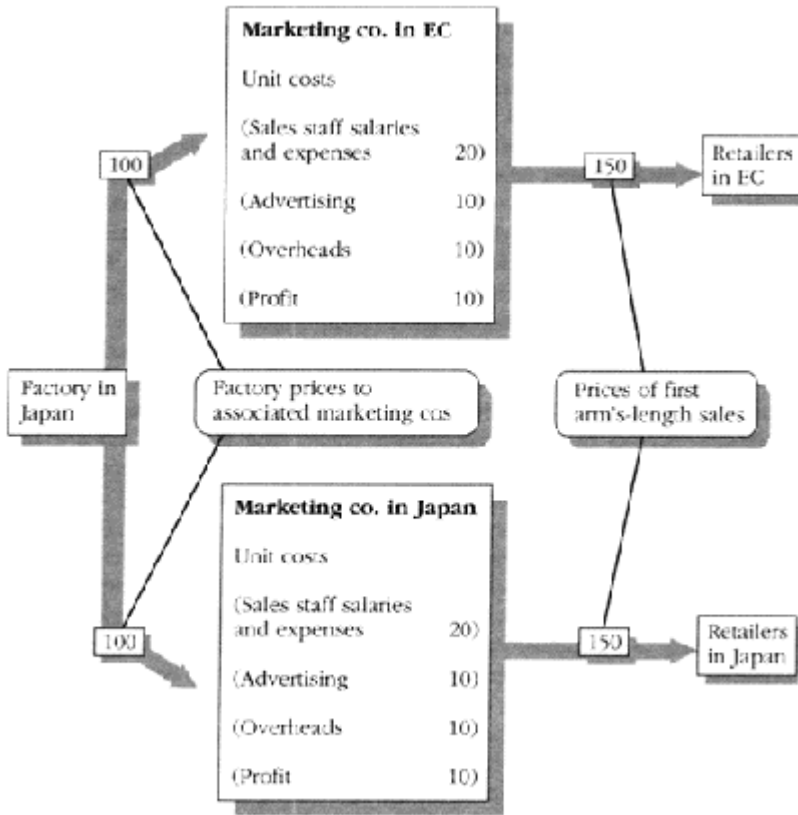 Marketing co. in EC
Unit costs
(Sales staff salaries
and expenses 20)
(Advertising 10)
(Overheads 10)
(Profit 10)
100
150
Retailers
in EC
Factory in
Japan
Factory prices to
associated marketing cos
Prices of first
arm's-length sales
Marketing co. in Japan
Unit costs
(Sales staff salaries
and expenses 20)
(Advertising 10)
(Overheads 10)
(Profit 10)
100
150
Retailers
in Japan